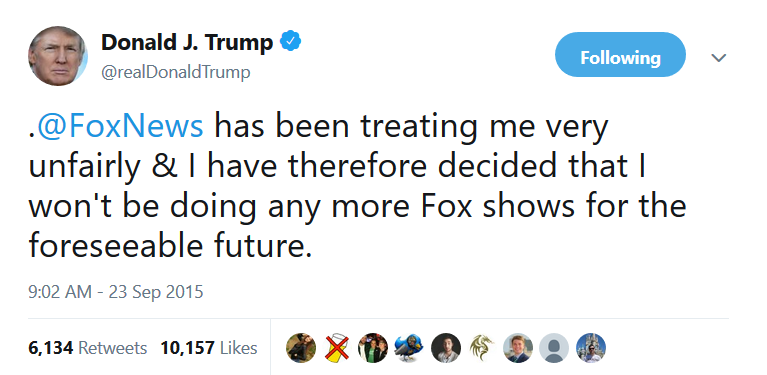 Donald J. Trump
@realDonaldTrump
Following
.@FoxNews has been treating me very
unfairly & I have therefore decided that I
won't be doing any more Fox shows for the
foreseeable future.
9:02 AM - 23 Sep 2015
6,134 Retweets 10,157 Likes